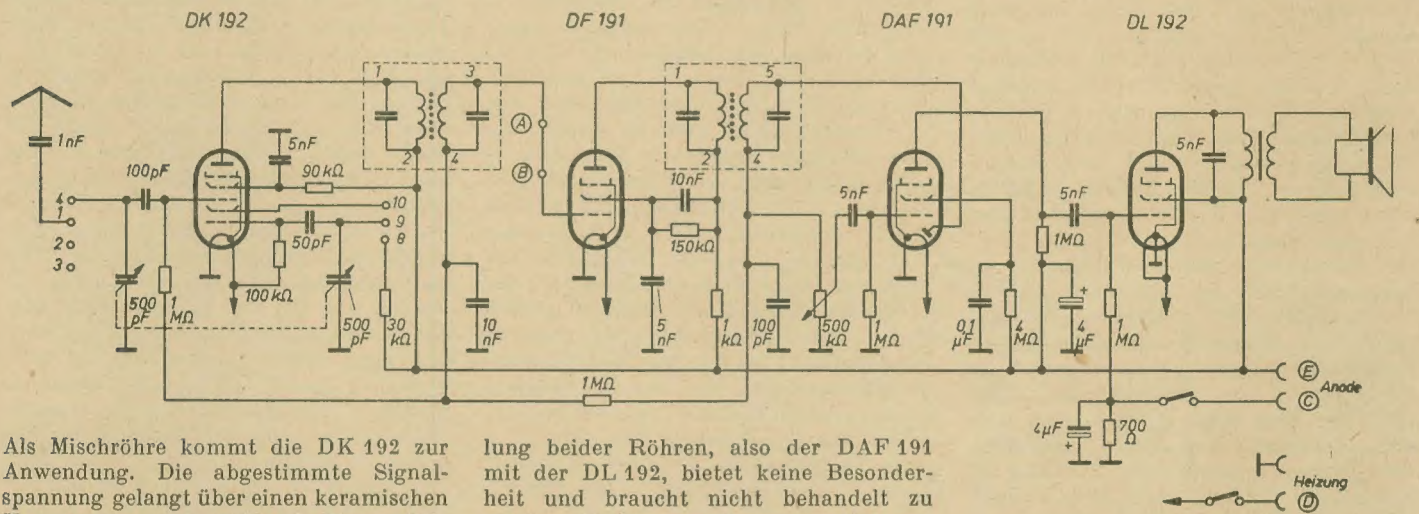 DK 192
DF 191
DAF 191
DL 192
1
3
1
5
2
4
2
4
1nF
100pF
5nF
90kΩ
A
B
10nF
150kΩ
5nF
5nF
5nF
1MΩ
4
1
2
3
10
9
8
50pF
100kΩ
500 pF
1 MΩ
500 pF
30 kΩ
10 nF
5 nF
1 kΩ
100 pF
500 kΩ
1 MΩ
0,1 µF
4 MΩ
+
4 µF
1 MΩ
1MΩ
E
Anode
C
4µF
+
700 Ω
Heizung
D
Als Mischröhre kommt die DK 192 zur
Anwendung. Die abgestimmte Signal-
spannung gelangt über einen keramischen
lung beider Röhren, also der DAF 191
mit der DL 192, bietet keine Besonder-
heit und braucht nicht behandelt zu